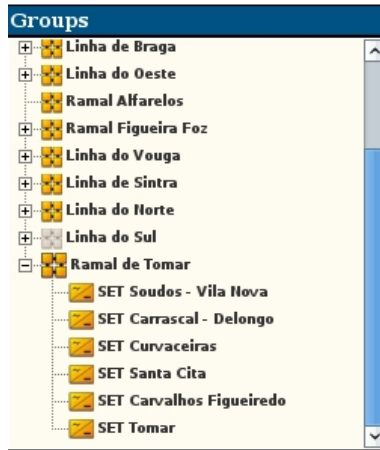 Groups
Linha de Braga
Linha do Oeste
Ramal Alfarelos
Ramal Figueira Foz
Linha do Vouga
Linha de Sintra
Linha do Norte
Linha do Sul
Ramal de Tomar
SET Soudos - Vila Nova
SET Carrascal - Delongo
SET Curvaceiras
SET Santa Cita
SET Carvalhos Figueiredo
SET Tomar